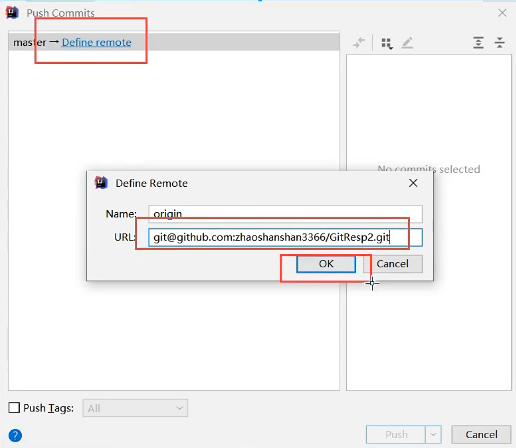 Push Commits
master → Define remote
No commits selected
Define Remote
Name: origin
URL: git@github.com:zhaoshanshan3366/GitResp2.git
OK Cancel
Push Tags: All
? Push Cancel